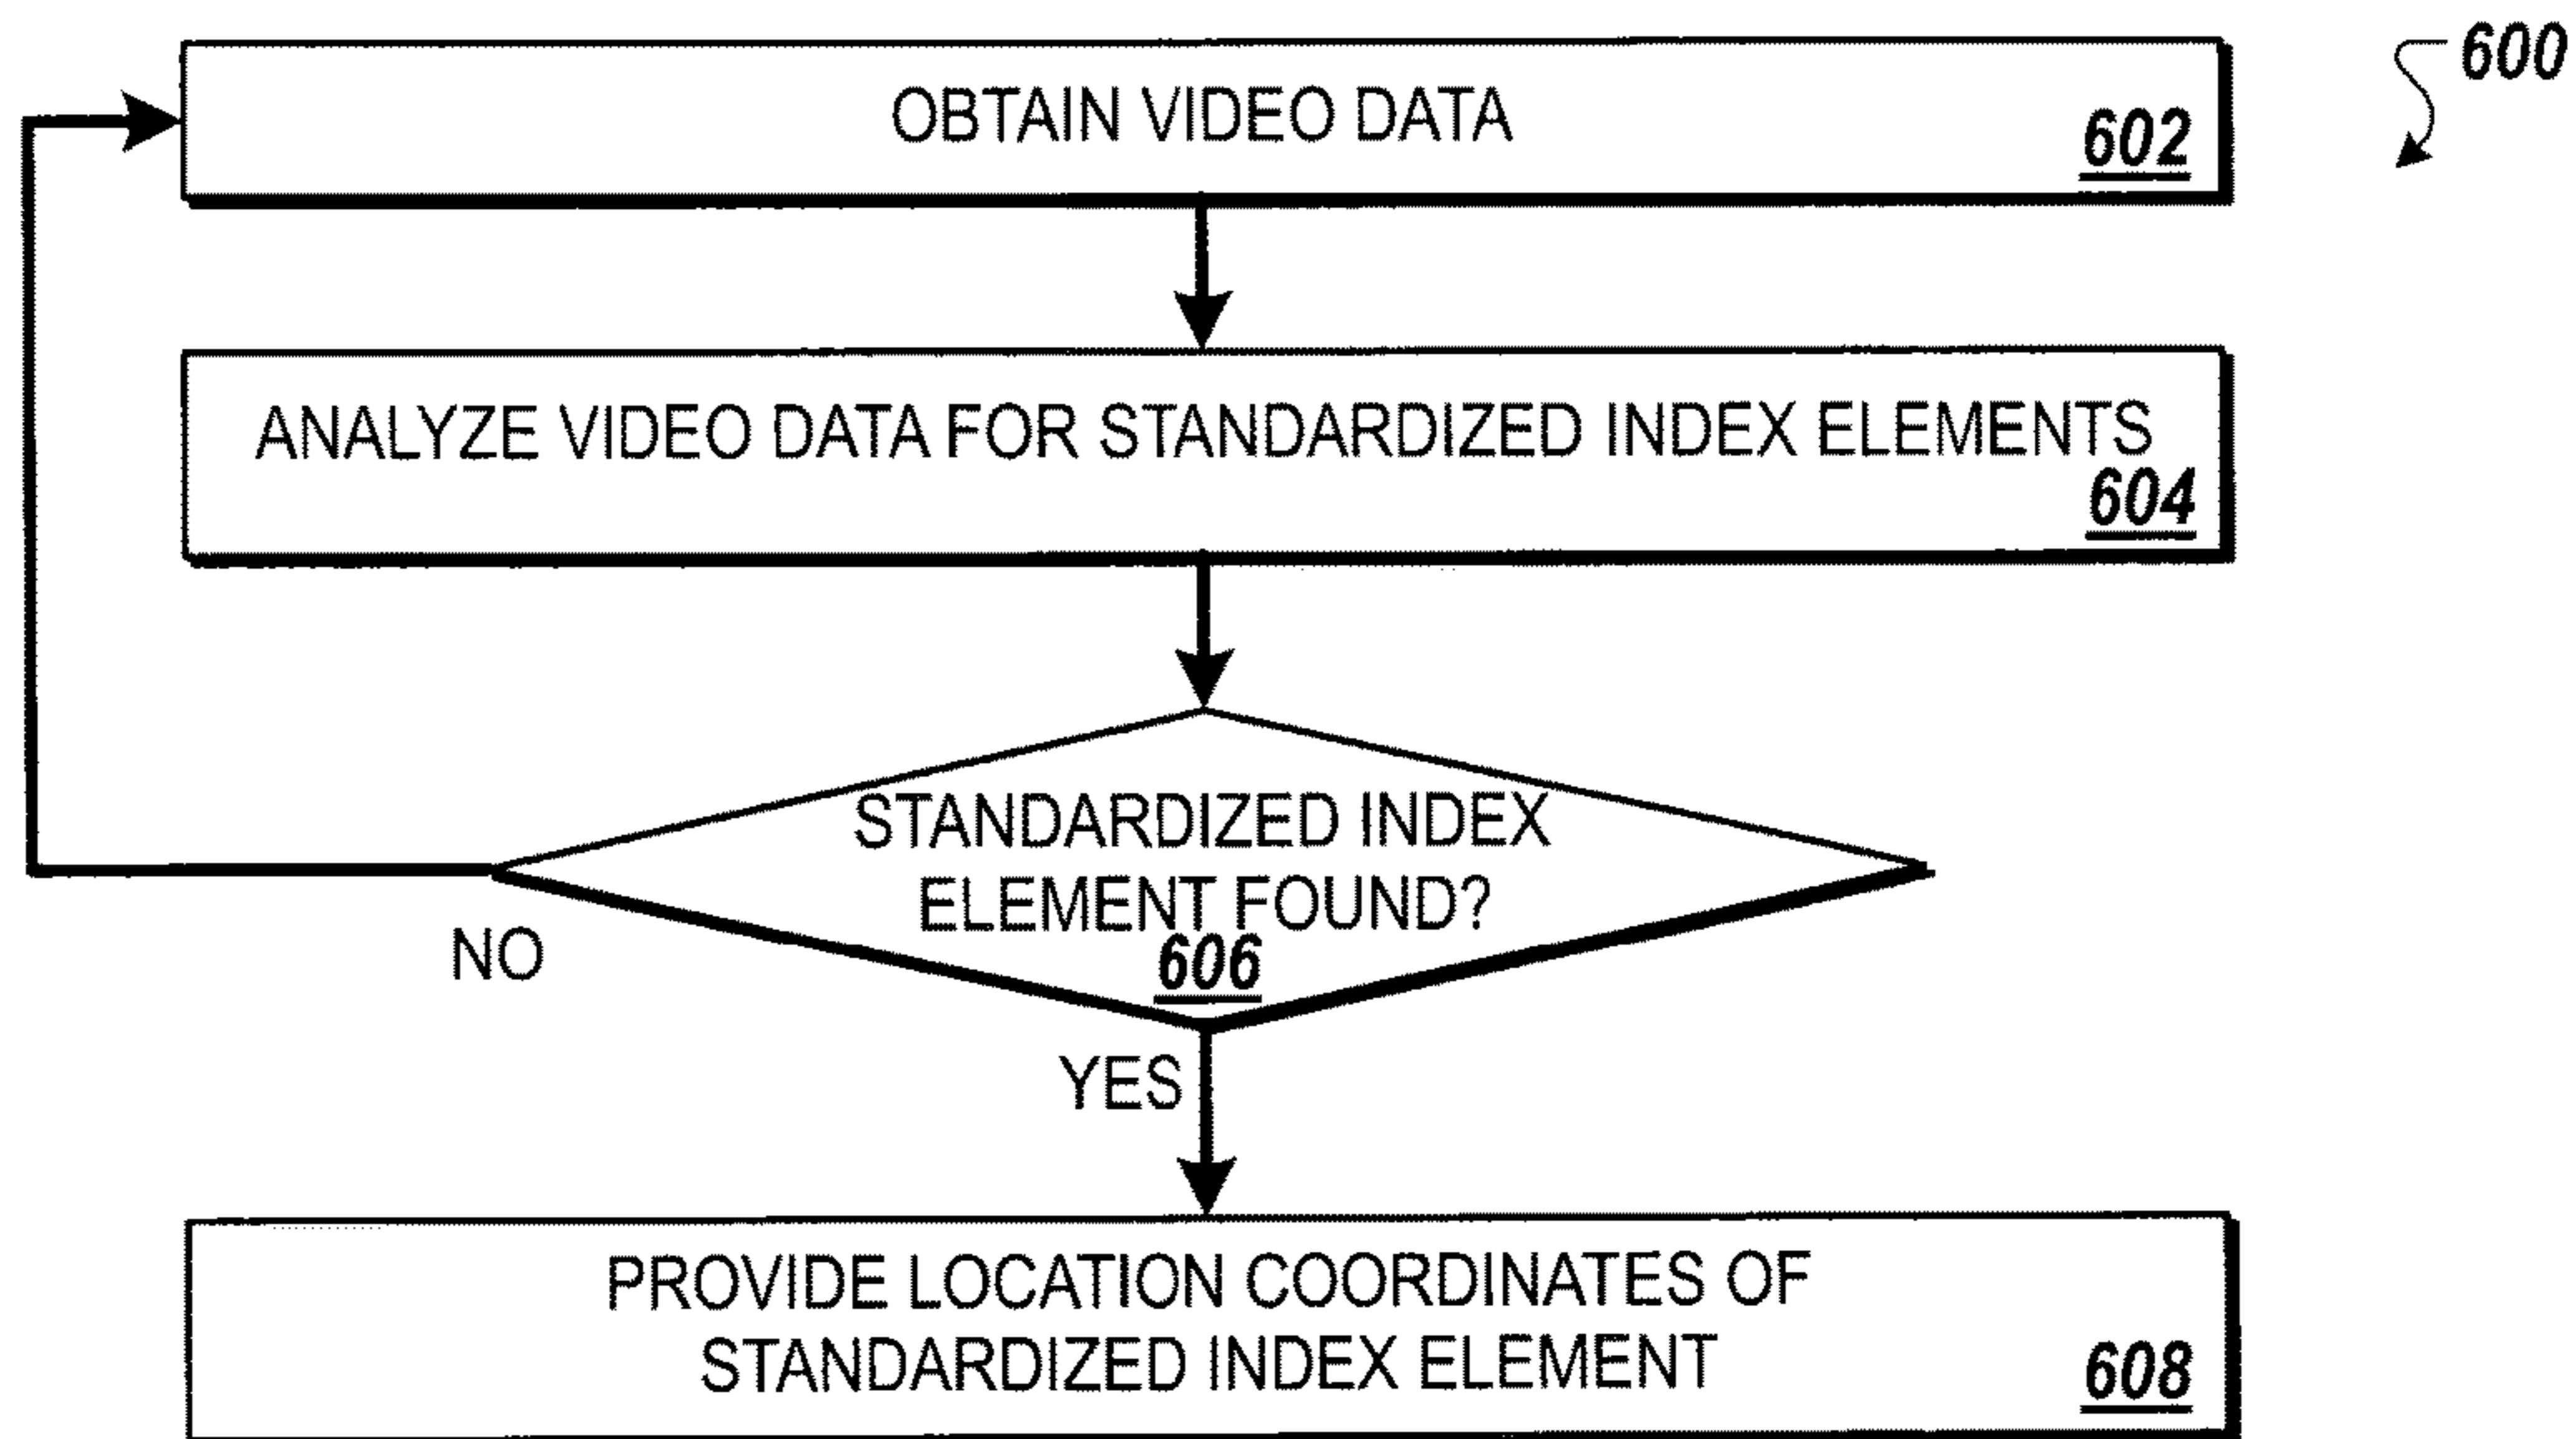 600
OBTAIN VIDEO DATA
602
ANALYZE VIDEO DATA FOR STANDARDIZED INDEX ELEMENTS
604
STANDARDIZED INDEX
ELEMENT FOUND?
606
NO
YES
PROVIDE LOCATION COORDINATES OF
STANDARDIZED INDEX ELEMENT
608